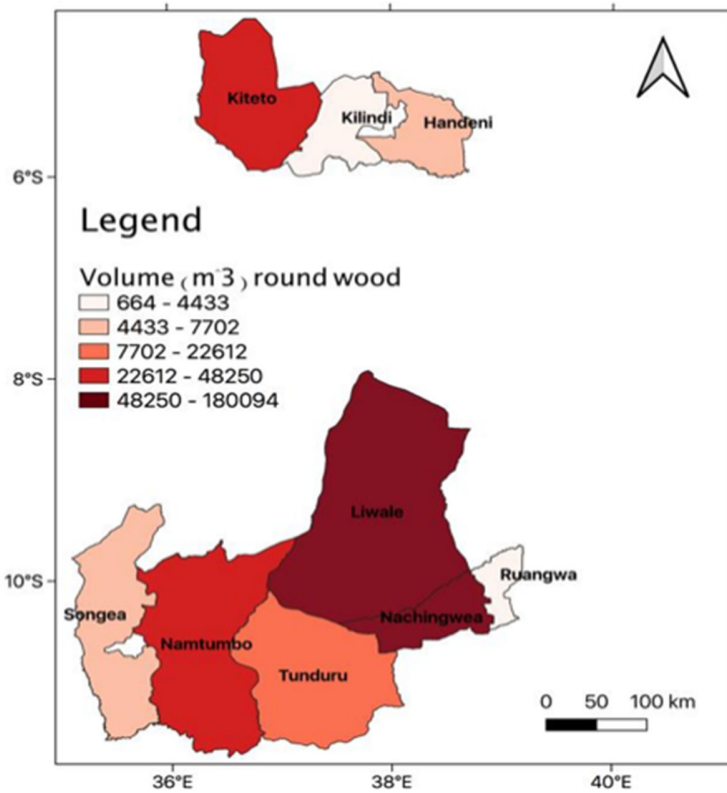 Kiteto
Kilindi
Handeni
6°S
Legend
Volume (m^3) round wood
664 - 4433
4433 - 7702
7702 - 22612
22612 - 48250
48250 - 180094
8°S
Liwale
10°S
Ruangwa
Songea
Nachingwea
Namtumbo
Tunduru
0 50 100 km
36°E 38°E 40°E